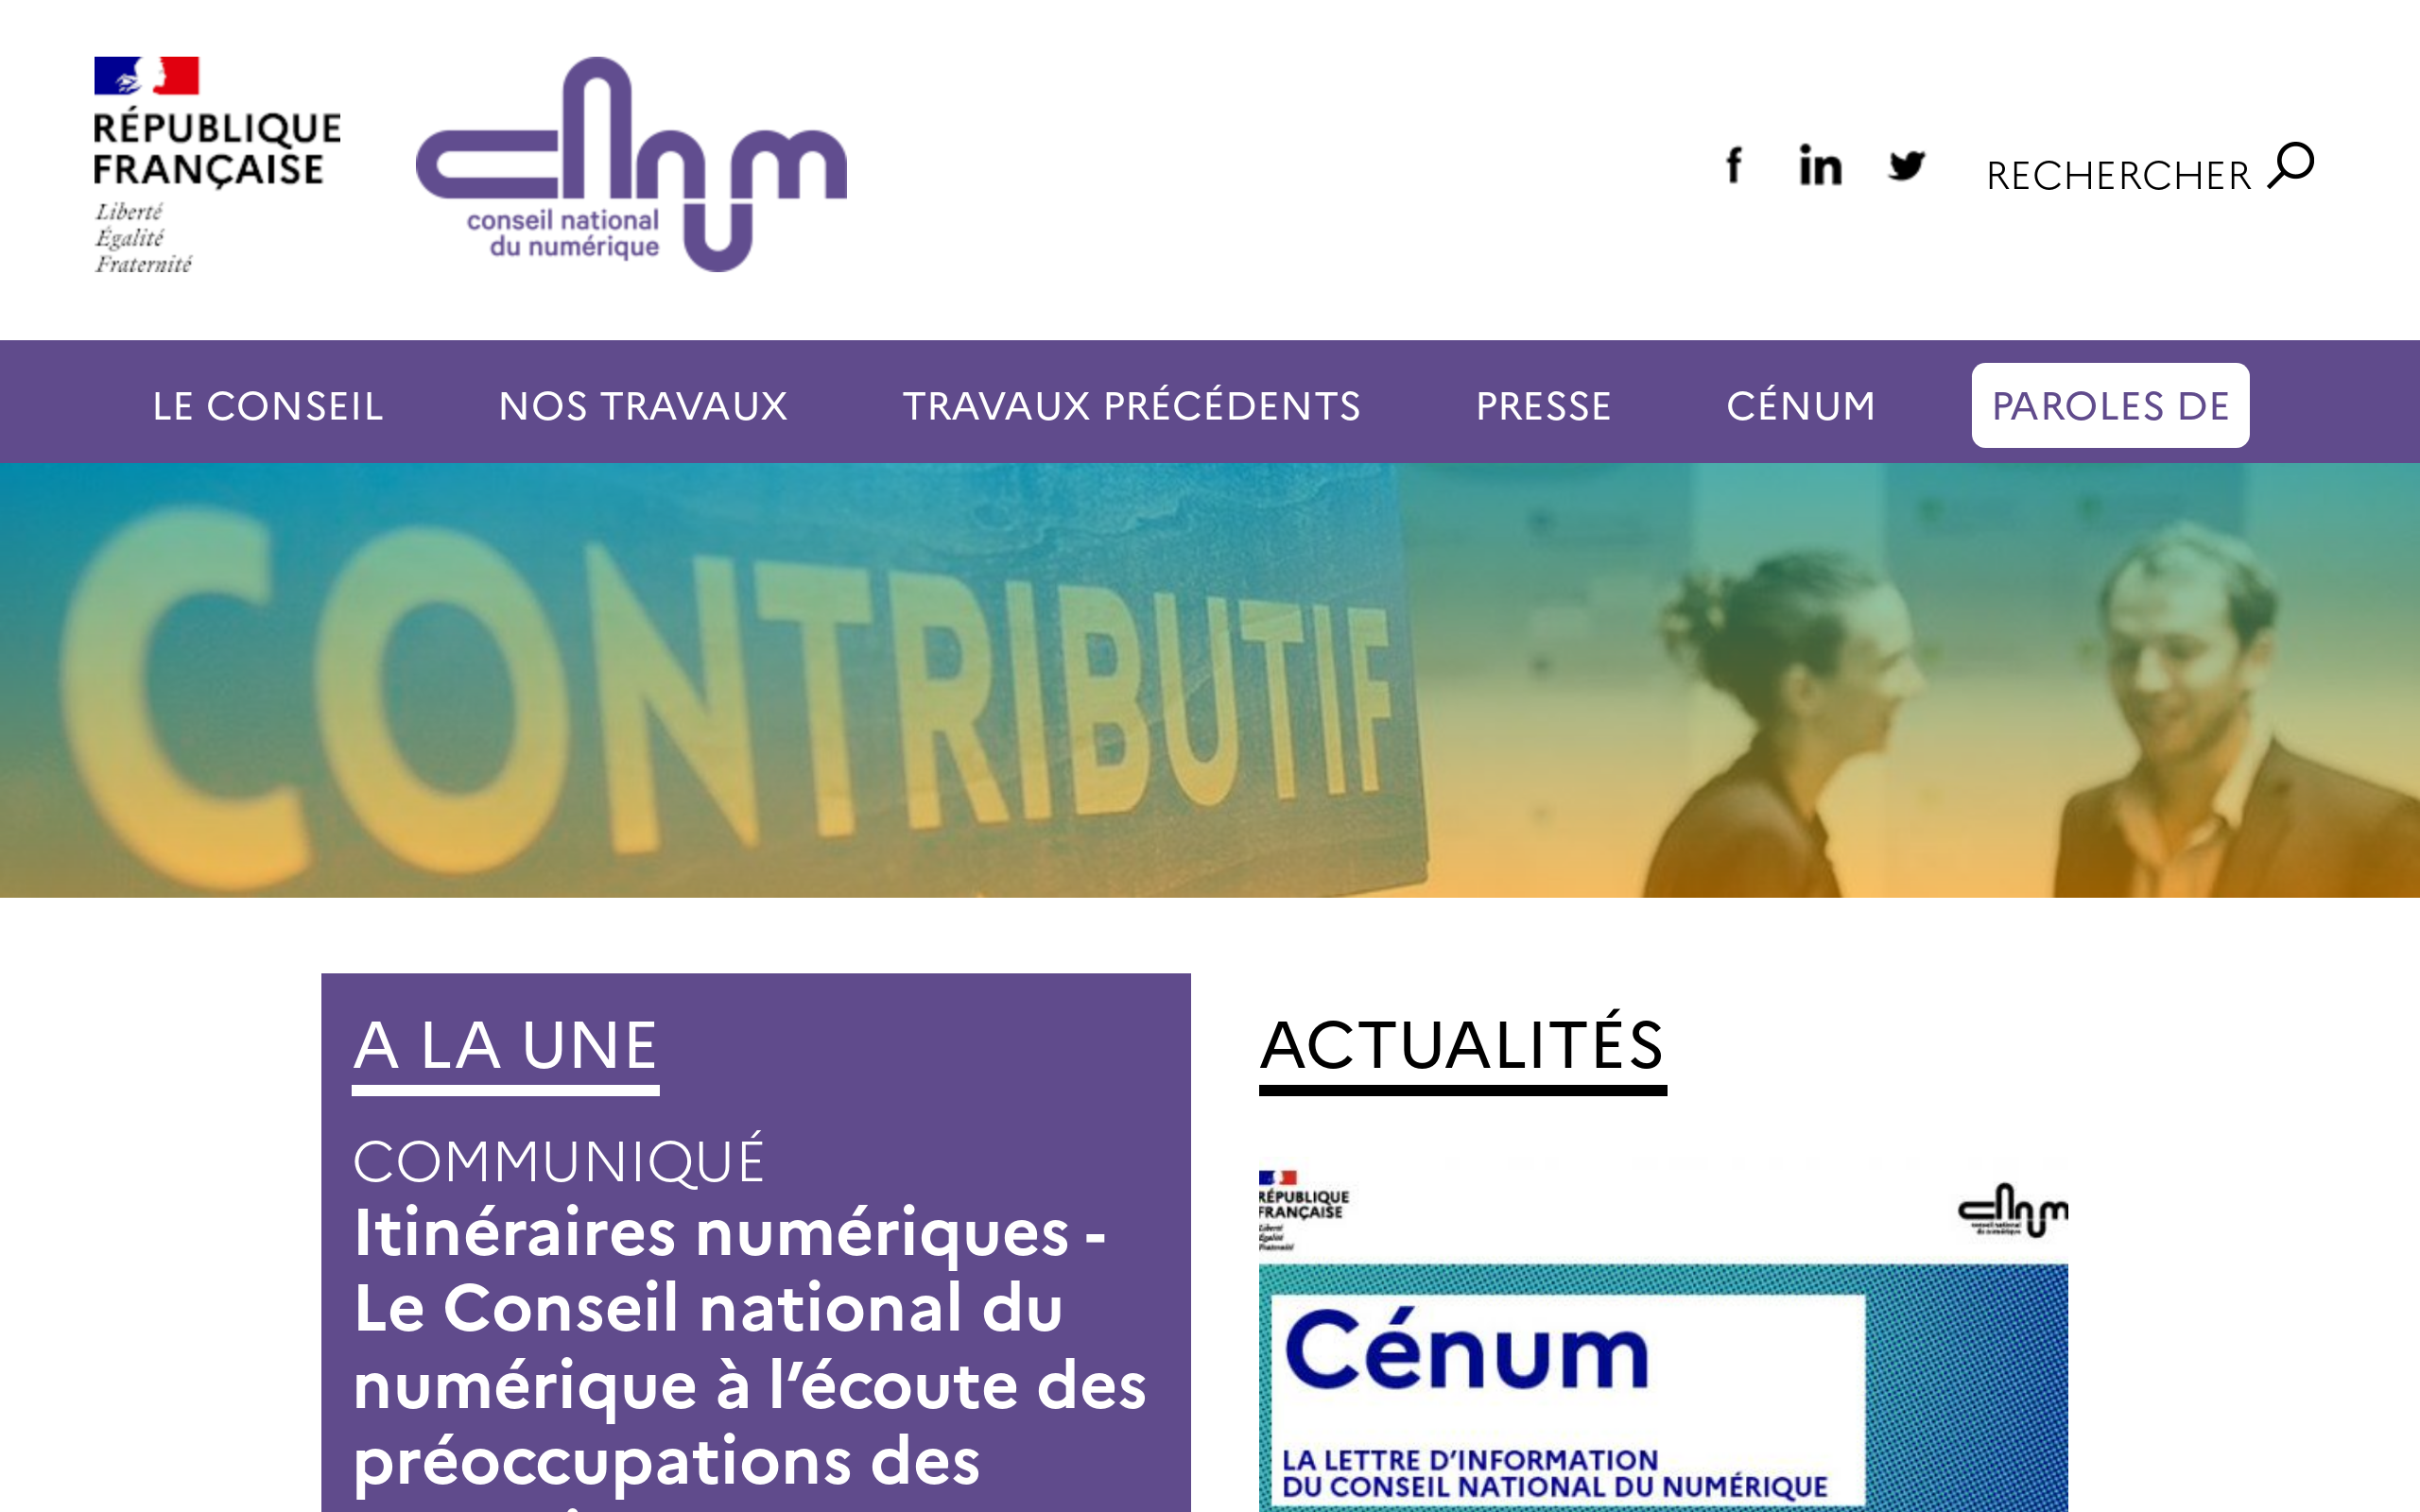 RÉPUBLIQUE
FRANÇAISE
Liberté
Égalité
Fraternité
cnum
conseil national
du numérique
f
in
RECHERCHER
LE CONSEIL
NOS TRAVAUX
TRAVAUX PRÉCÉDENTS
PRESSE
CÉNUM
PAROLES DE
CONTRIBUTIF
A LA UNE
COMMUNIQUÉ
Itinéraires numériques -
Le Conseil national du
numérique à l’écoute des
préoccupations des
ACTUALITÉS
RÉPUBLIQUE
FRANÇAISE
Liberté
Égalité
Fraternité
cnum
conseil national
du numérique
Cénum
LA LETTRE D’INFORMATION
DU CONSEIL NATIONAL DU NUMÉRIQUE